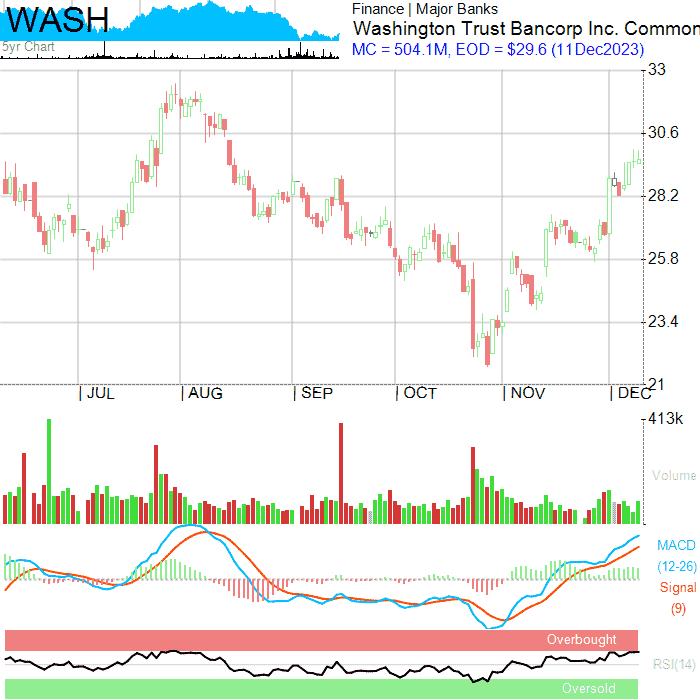 WASH
5yr Chart
Finance | Major Banks
Washington Trust Bancorp Inc. Common
MC = 504.1M, EOD = $29.6 (11Dec2023)
33
30.6
28.2
25.8
23.4
21
| JUL
| AUG
| SEP
| OCT
| NOV
| DEC
413k
Volume
MACD
(12-26)
Signal
(9)
Overbought
RSI(14)
Oversold